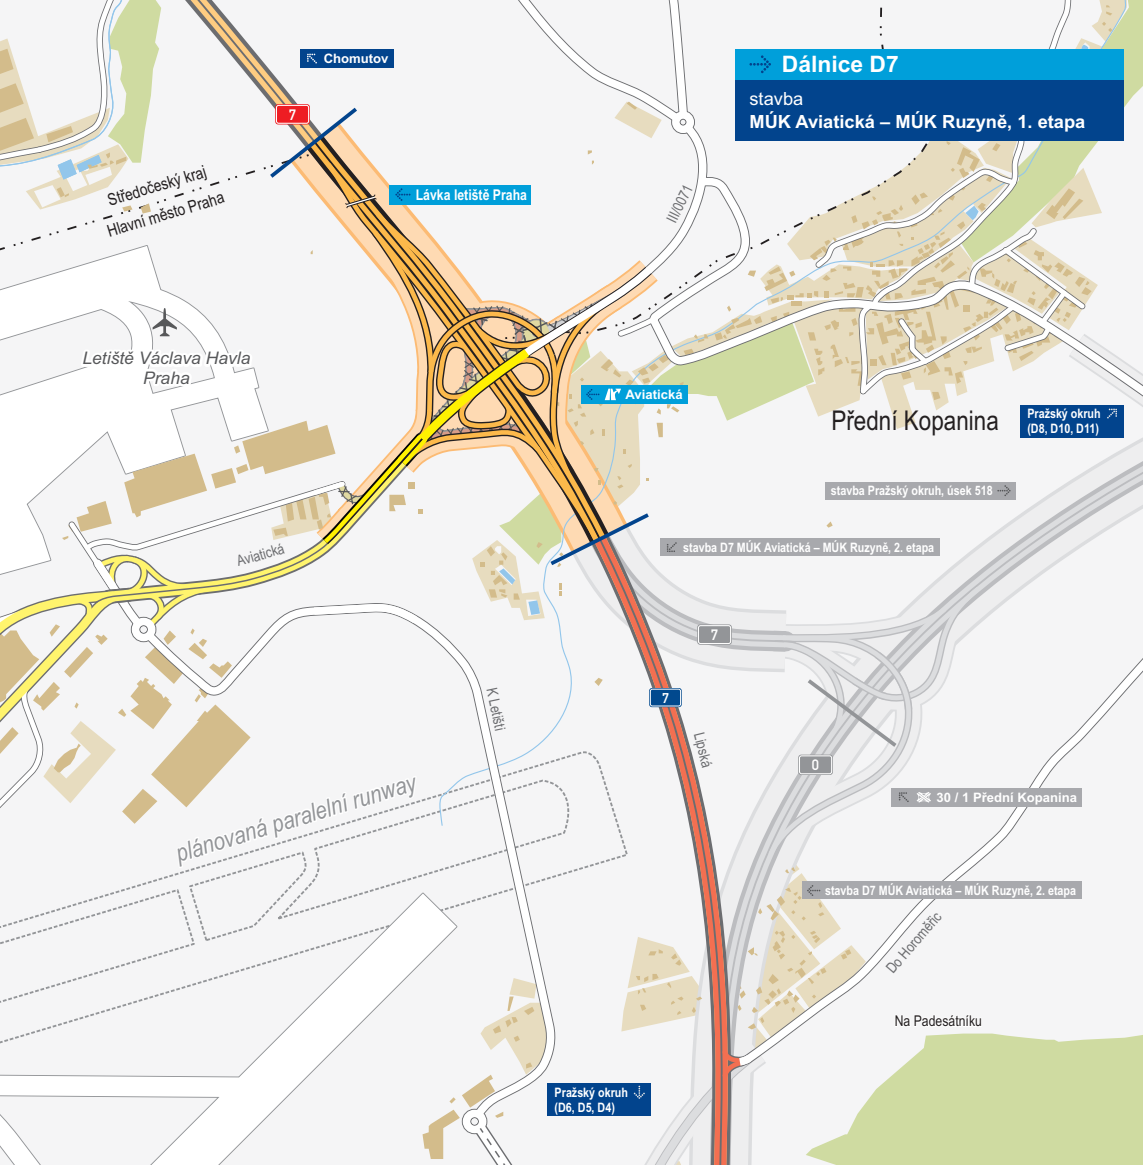 Chomutov
Dálnice D7
stavba
MÚK Aviatická – MÚK Ruzyně, 1. etapa
7
Středočeský kraj
Hlavní město Praha
Lávka letiště Praha
III/0071
Letiště Václava Havla
Praha
Aviatická
Přední Kopanina
Pražský okruh
(D8, D10, D11)
stavba Pražský okruh, úsek 518
stavba D7 MÚK Aviatická – MÚK Ruzyně, 2. etapa
Aviatická
7
7
K Letišti
Lipská
0
30 / 1 Přední Kopanina
plánovaná paralelní runway
stavba D7 MÚK Aviatická – MÚK Ruzyně, 2. etapa
Do Horoměřic
Na Padesátníku
Pražský okruh
(D6, D5, D4)